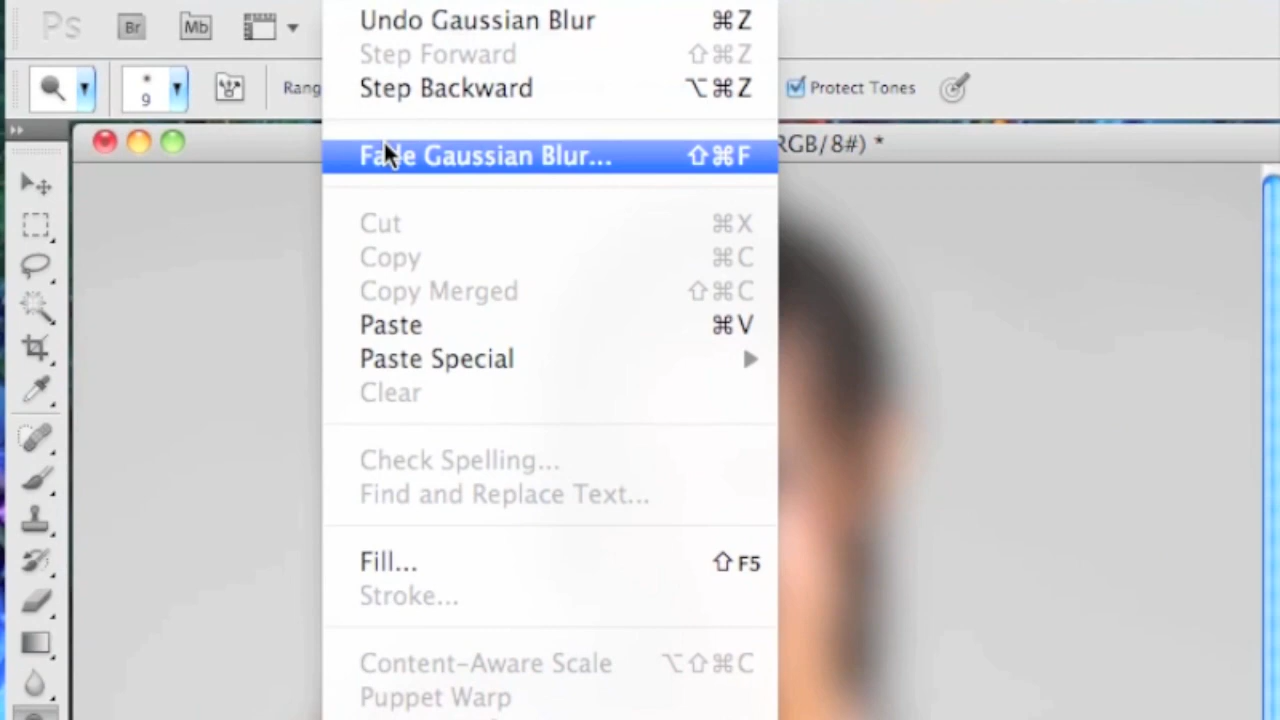 Ps Br Mb
Rang
9
Protect Tones
RGB/8#) *
Undo Gaussian Blur ⌘Z
Step Forward ⇧⌘Z
Step Backward ⌥⌘Z
Fade Gaussian Blur... ⇧⌘F
Cut ⌘X
Copy ⌘C
Copy Merged ⇧⌘C
Paste ⌘V
Paste Special
Clear
Check Spelling...
Find and Replace Text...
Fill... ⇧F5
Stroke...
Content-Aware Scale ⌥⇧⌘C
Puppet Warp